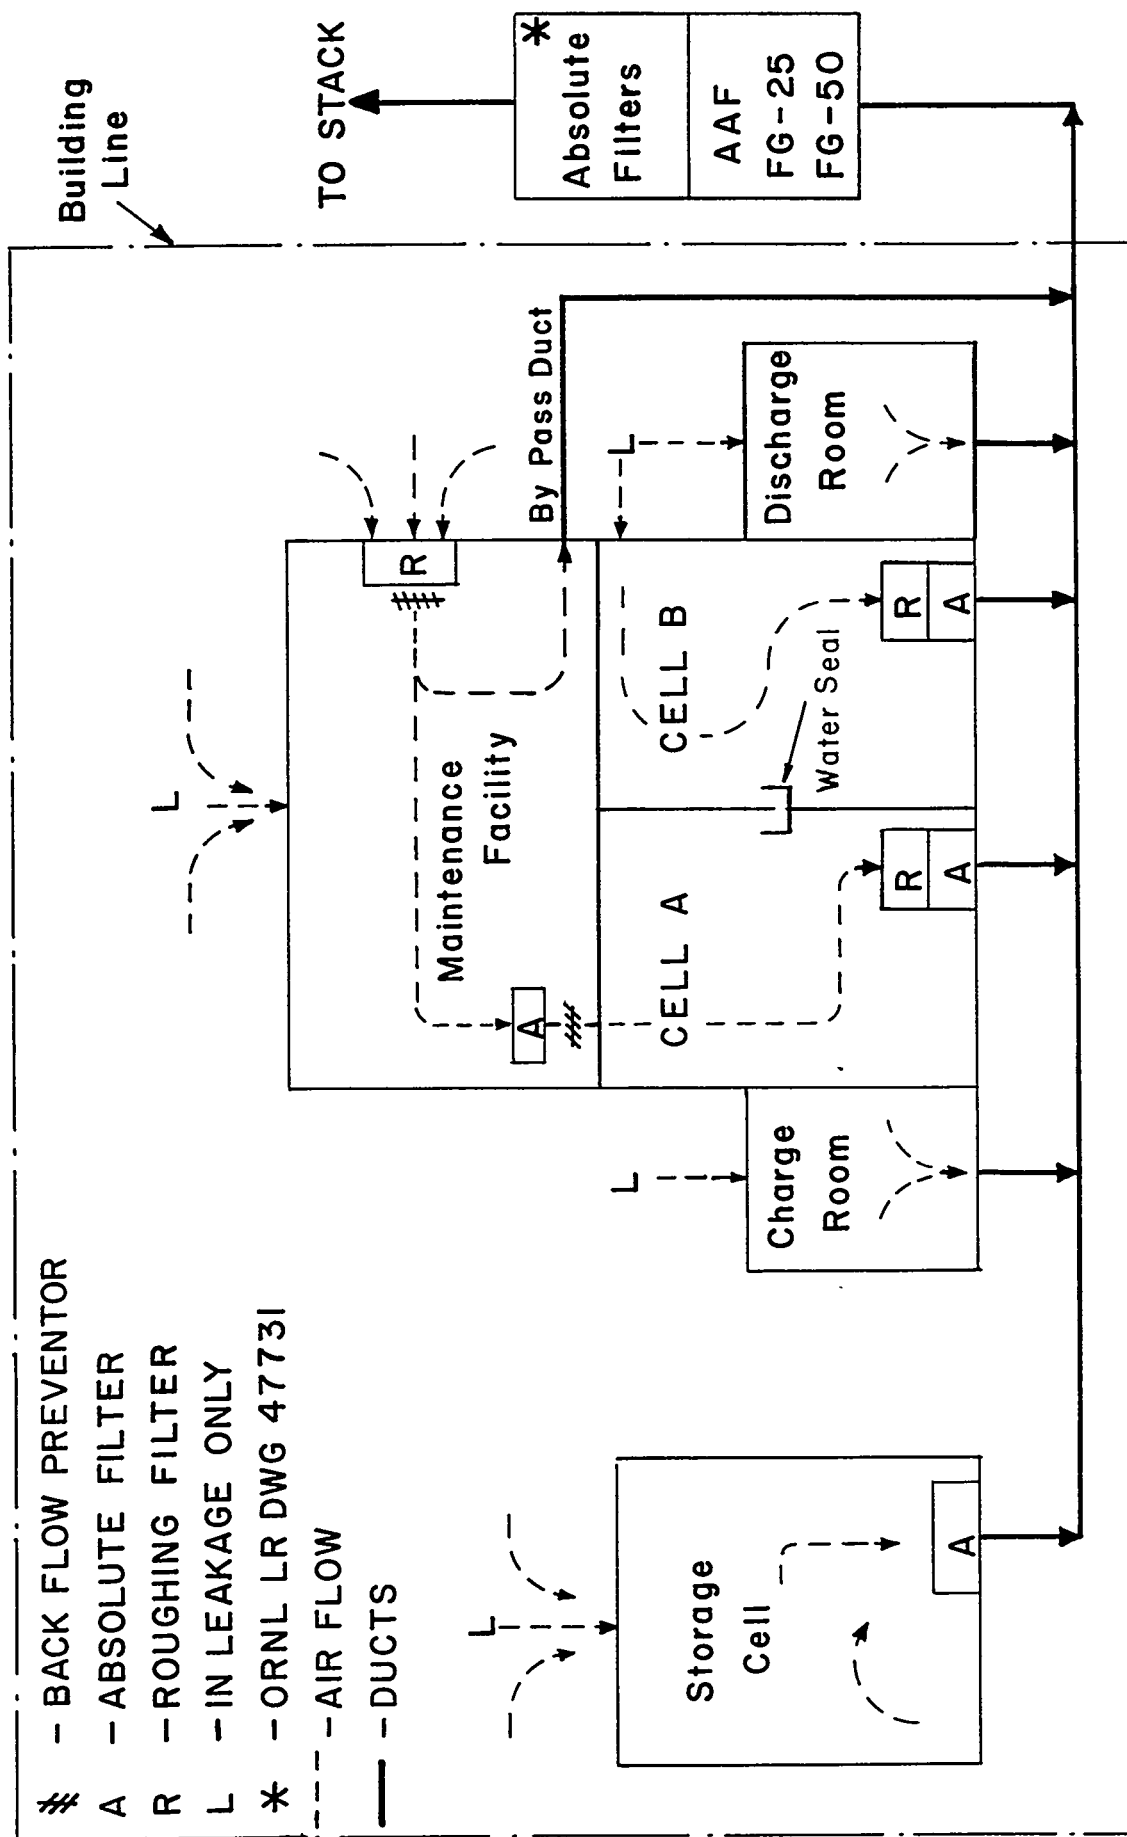 ⌗ – BACK FLOW PREVENTOR
A – ABSOLUTE FILTER
R – ROUGHING FILTER
L – IN LEAKAGE ONLY
* – ORNL LR DWG 47731
---- – AIR FLOW
— – DUCTS
Building
Line
TO STACK
*
Absolute
Filters
AAF
FG-25
FG-50
L
R
Maintenance
Facility
A
By Pass Duct
L
Storage
Cell
A
L
Charge
Room
CELL A
R
A
Water Seal
CELL B
R
A
L
Discharge
Room